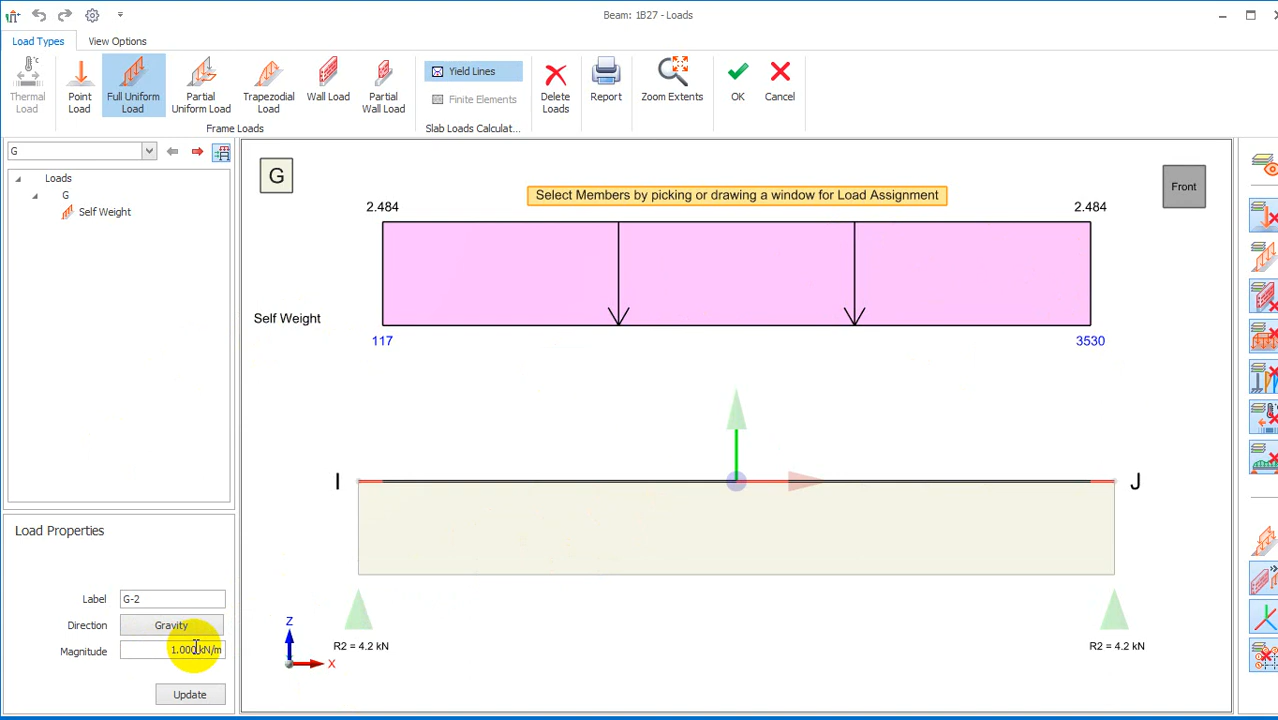 Beam: 1B27 - Loads
Load Types
View Options
Thermal Load
Point Load
Full Uniform Load
Partial Uniform Load
Trapezodial Load
Wall Load
Partial Wall Load
Yield Lines
Finite Elements
Delete Loads
Report
Zoom Extents
OK
Cancel
Frame Loads
Slab Loads Calculat...
G
Loads
G
Self Weight
G
Select Members by picking or drawing a window for Load Assignment
Front
2.484
2.484
Self Weight
117
3530
I
J
Load Properties
Label
G-2
Direction
Gravity
Magnitude
1.000 kN/m
Update
Z
X
R2 = 4.2 kN
R2 = 4.2 kN